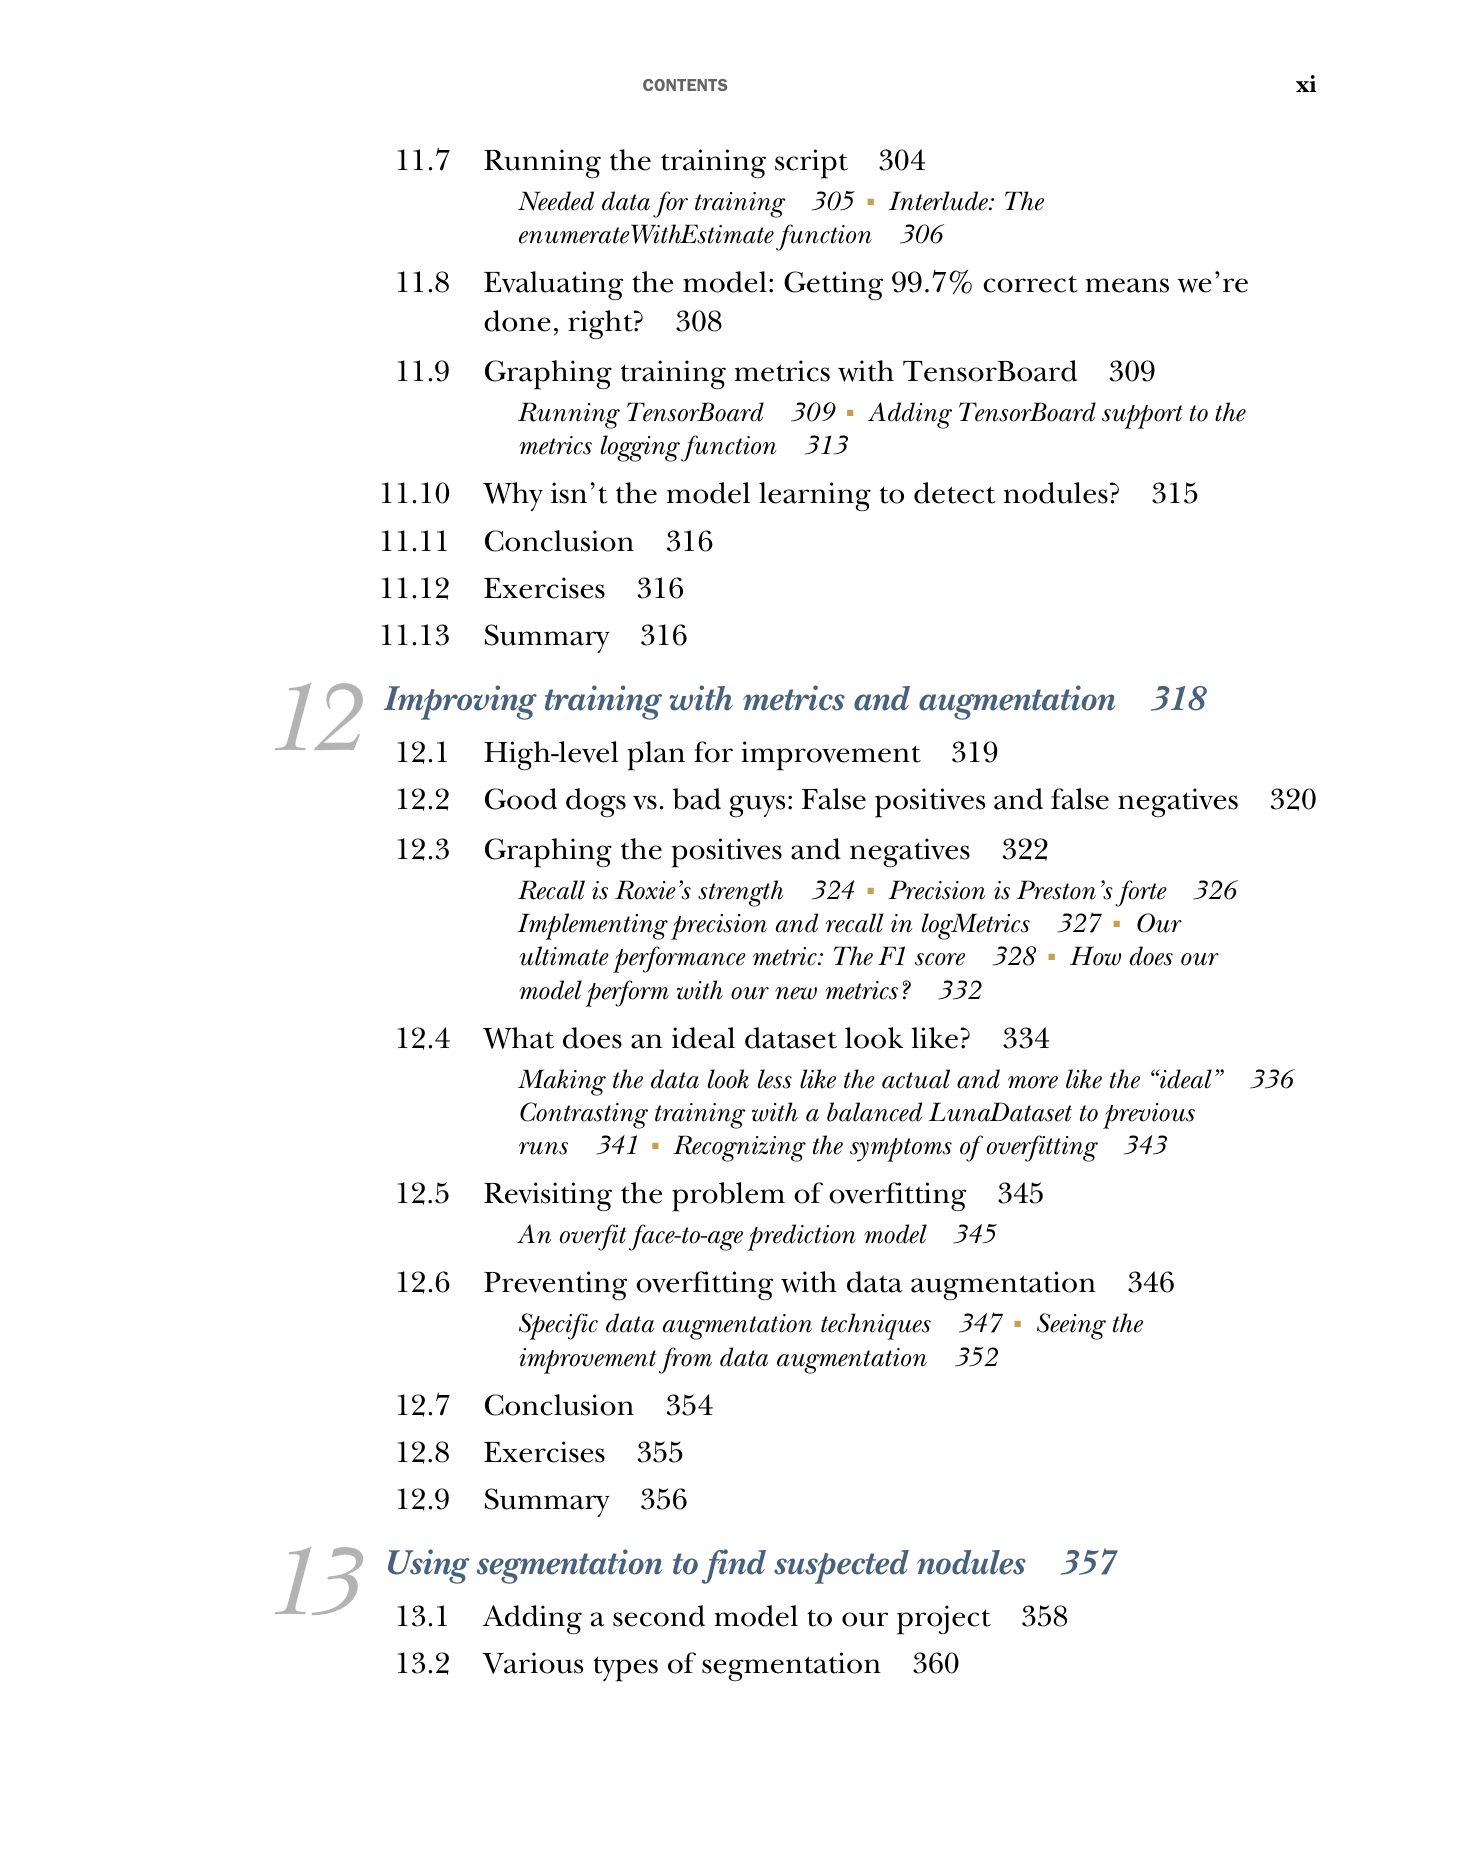 CONTENTS xi
11.7 Running the training script 304
Needed data for training 305 ▪ Interlude: The
enumerateWithEstimate function 306
11.8 Evaluating the model: Getting 99.7% correct means we’re
done, right? 308
11.9 Graphing training metrics with TensorBoard 309
Running TensorBoard 309 ▪ Adding TensorBoard support to the
metrics logging function 313
11.10 Why isn’t the model learning to detect nodules? 315
11.11 Conclusion 316
11.12 Exercises 316
11.13 Summary 316
12 Improving training with metrics and augmentation 318
12.1 High-level plan for improvement 319
12.2 Good dogs vs. bad guys: False positives and false negatives 320
12.3 Graphing the positives and negatives 322
Recall is Roxie’s strength 324 ▪ Precision is Preston’s forte 326
Implementing precision and recall in logMetrics 327 ▪ Our
ultimate performance metric: The F1 score 328 ▪ How does our
model perform with our new metrics? 332
12.4 What does an ideal dataset look like? 334
Making the data look less like the actual and more like the “ideal” 336
Contrasting training with a balanced LunaDataset to previous
runs 341 ▪ Recognizing the symptoms of overfitting 343
12.5 Revisiting the problem of overfitting 345
An overfit face-to-age prediction model 345
12.6 Preventing overfitting with data augmentation 346
Specific data augmentation techniques 347 ▪ Seeing the
improvement from data augmentation 352
12.7 Conclusion 354
12.8 Exercises 355
12.9 Summary 356
13 Using segmentation to find suspected nodules 357
13.1 Adding a second model to our project 358
13.2 Various types of segmentation 360